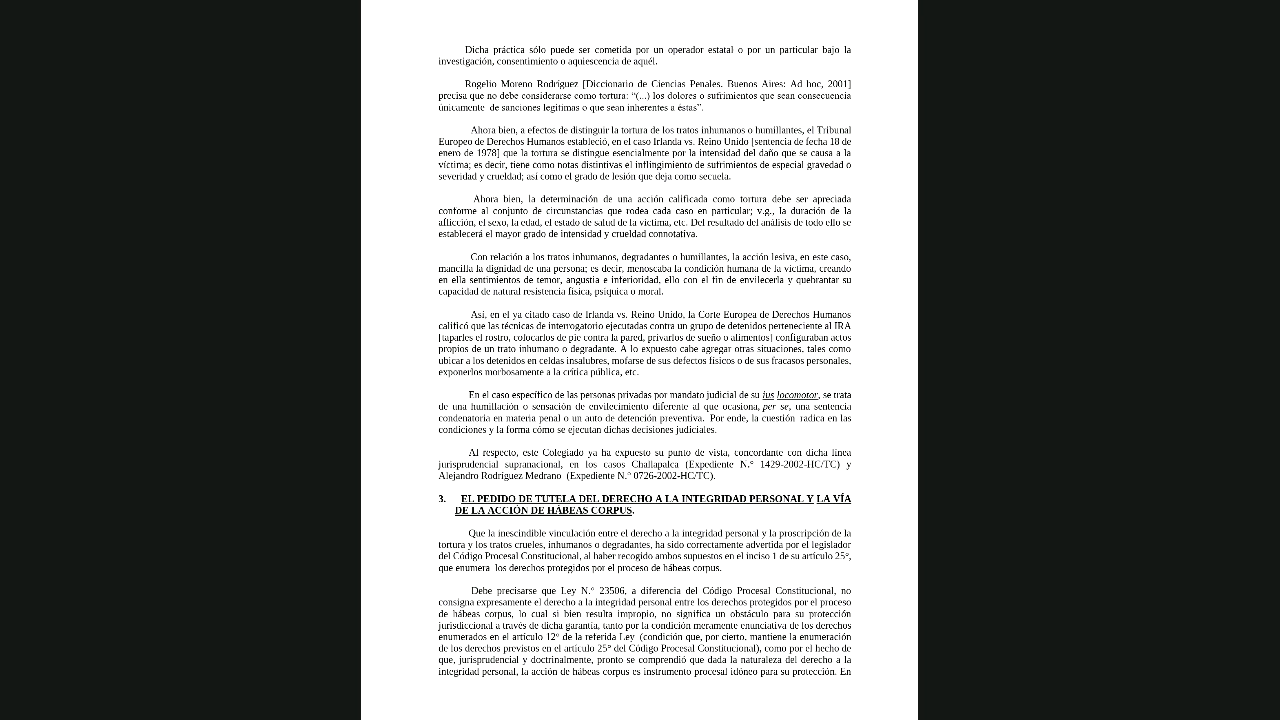 Dicha práctica sólo puede ser cometida por un operador estatal o por un particular bajo la
investigación, consentimiento o aquiescencia de aquél.
Rogelio Moreno Rodríguez [Diccionario de Ciencias Penales. Buenos Aires: Ad hoc, 2001]
precisa que no debe considerarse como tortura: “(...) los dolores o sufrimientos que sean consecuencia
únicamente de sanciones legítimas o que sean inherentes a éstas”.
Ahora bien, a efectos de distinguir la tortura de los tratos inhumanos o humillantes, el Tribunal
Europeo de Derechos Humanos estableció, en el caso Irlanda vs. Reino Unido [sentencia de fecha 18 de
enero de 1978] que la tortura se distingue esencialmente por la intensidad del daño que se causa a la
víctima; es decir, tiene como notas distintivas el inflingimiento de sufrimientos de especial gravedad o
severidad y crueldad; así como el grado de lesión que deja como secuela.
Ahora bien, la determinación de una acción calificada como tortura debe ser apreciada
conforme al conjunto de circunstancias que rodea cada caso en particular; v.g., la duración de la
aflicción, el sexo, la edad, el estado de salud de la víctima, etc. Del resultado del análisis de todo ello se
establecerá el mayor grado de intensidad y crueldad connotativa.
Con relación a los tratos inhumanos, degradantes o humillantes, la acción lesiva, en este caso,
mancilla la dignidad de una persona; es decir, menoscaba la condición humana de la víctima, creando
en ella sentimientos de temor, angustia e inferioridad, ello con el fin de envilecerla y quebrantar su
capacidad de natural resistencia física, psíquica o moral.
Así, en el ya citado caso de Irlanda vs. Reino Unido, la Corte Europea de Derechos Humanos
calificó que las técnicas de interrogatorio ejecutadas contra un grupo de detenidos perteneciente al IRA
[taparles el rostro, colocarlos de pie contra la pared, privarlos de sueño o alimentos] configuraban actos
propios de un trato inhumano o degradante. A lo expuesto cabe agregar otras situaciones, tales como
ubicar a los detenidos en celdas insalubres, mofarse de sus defectos físicos o de sus fracasos personales,
exponerlos morbosamente a la crítica pública, etc.
En el caso específico de las personas privadas por mandato judicial de su ius locomotor, se trata
de una humillación o sensación de envilecimiento diferente al que ocasiona, per se, una sentencia
condenatoria en materia penal o un auto de detención preventiva. Por ende, la cuestión radica en las
condiciones y la forma cómo se ejecutan dichas decisiones judiciales.
Al respecto, este Colegiado ya ha expuesto su punto de vista, concordante con dicha línea
jurisprudencial supranacional, en los casos Challapalca (Expediente N.° 1429-2002-HC/TC) y
Alejandro Rodríguez Medrano (Expediente N.° 0726-2002-HC/TC).
3. EL PEDIDO DE TUTELA DEL DERECHO A LA INTEGRIDAD PERSONAL Y LA VÍA
DE LA ACCIÓN DE HÁBEAS CORPUS.
Que la inescindible vinculación entre el derecho a la integridad personal y la proscripción de la
tortura y los tratos crueles, inhumanos o degradantes, ha sido correctamente advertida por el legislador
del Código Procesal Constitucional, al haber recogido ambos supuestos en el inciso 1 de su artículo 25°,
que enumera los derechos protegidos por el proceso de hábeas corpus.
Debe precisarse que Ley N.° 23506, a diferencia del Código Procesal Constitucional, no
consigna expresamente el derecho a la integridad personal entre los derechos protegidos por el proceso
de hábeas corpus, lo cual si bien resulta impropio, no significa un obstáculo para su protección
jurisdiccional a través de dicha garantía, tanto por la condición meramente enunciativa de los derechos
enumerados en el artículo 12° de la referida Ley (condición que, por cierto, mantiene la enumeración
de los derechos previstos en el artículo 25° del Código Procesal Constitucional), como por el hecho de
que, jurisprudencial y doctrinalmente, pronto se comprendió que dada la naturaleza del derecho a la
integridad personal, la acción de hábeas corpus es instrumento procesal idóneo para su protección. En